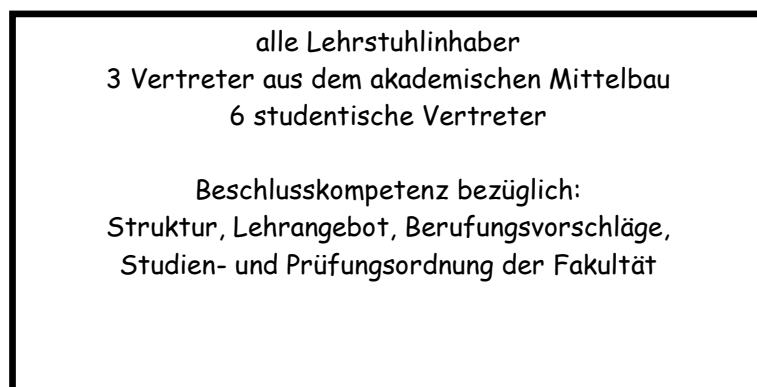 alle Lehrstuhlinhaber
3 Vertreter aus dem akademischen Mittelbau
6 studentische Vertreter
Beschlusskompetenz bezüglich:
Struktur, Lehrangebot, Berufungsvorschläge,
Studien- und Prüfungsordnung der Fakultät